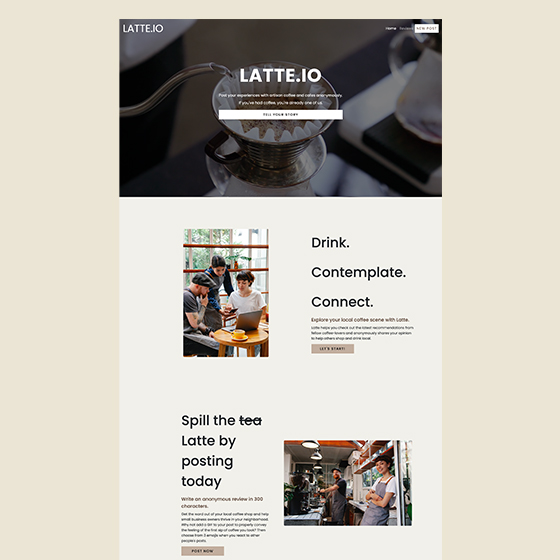 LATTE.IO
Home Review NEW POST
LATTE.IO
Post your experiences with artisan coffee and cafes anonymously.
If you've had coffee, you're already one of us.
TELL YOUR STORY
Drink.
Contemplate.
Connect.
Explore your local coffee scene with Latte.
Latte helps you check out the latest recommendations from
fellow coffee lovers and anonymously shares your opinion
to help others shop and drink local.
LET'S START!
Spill the tea
Latte by
posting
today
Write an anonymous review in 300
characters.
Get the word out of your local coffee shop and help
small business owners thrive in your neighborhood.
Why not add a GIF to your post to properly convey
the feeling of the first sip of coffee you took? Then
choose from 3 emojis when you react to other
people's posts.
POST NOW